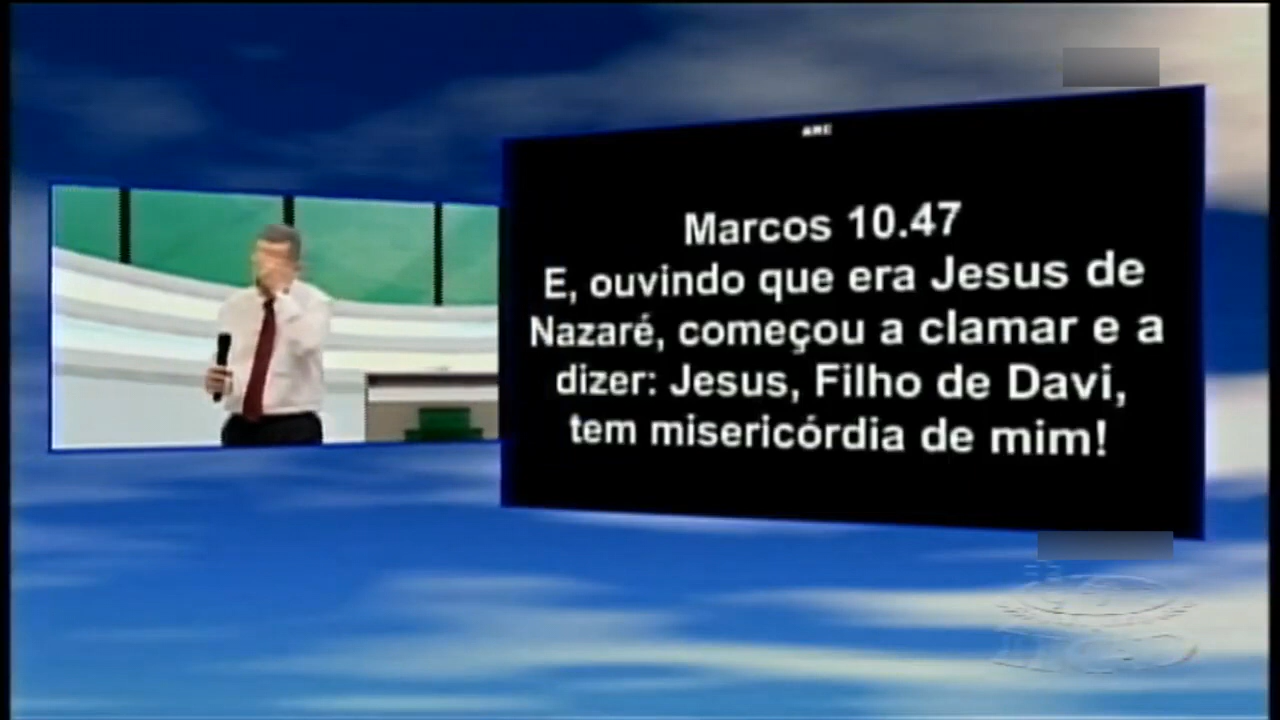 Marcos 10.47
E, ouvindo que era Jesus de
Nazaré, começou a clamar e a
dizer: Jesus, Filho de Davi,
tem misericórdia de mim!